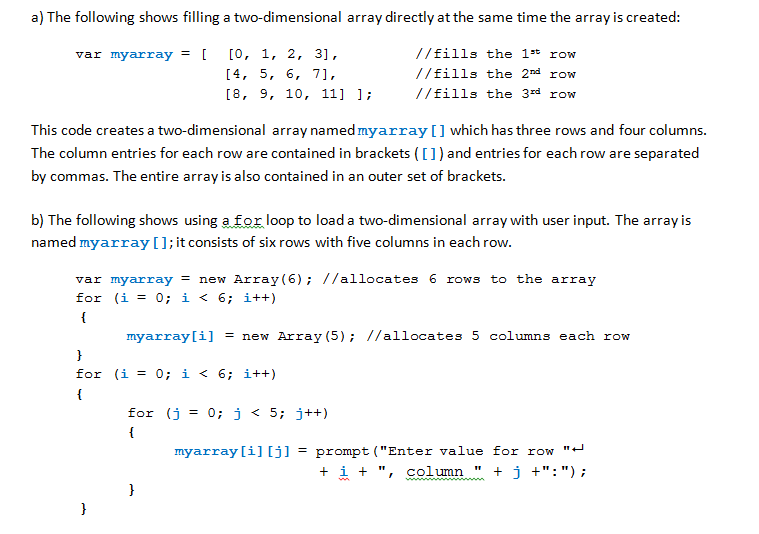 a) The following shows filling a two-dimensional array directly at the same time the array is created:
var myarray = [ [0, 1, 2, 3], //fills the 1st row
[4, 5, 6, 7], //fills the 2nd row
[8, 9, 10, 11] ]; //fills the 3rd row
This code creates a two-dimensional array named myarray[] which has three rows and four columns.
The column entries for each row are contained in brackets ([]) and entries for each row are separated
by commas. The entire array is also contained in an outer set of brackets.
b) The following shows using a for loop to load a two-dimensional array with user input. The array is
named myarray[]; it consists of six rows with five columns in each row.
var myarray = new Array(6); //allocates 6 rows to the array
for (i = 0; i < 6; i++)
{
myarray[i] = new Array(5); //allocates 5 columns each row
}
for (i = 0; i < 6; i++)
{
for (j = 0; j < 5; j++)
{
myarray[i][j] = prompt("Enter value for row "↵
+ i + ", column " + j +":");
}
}